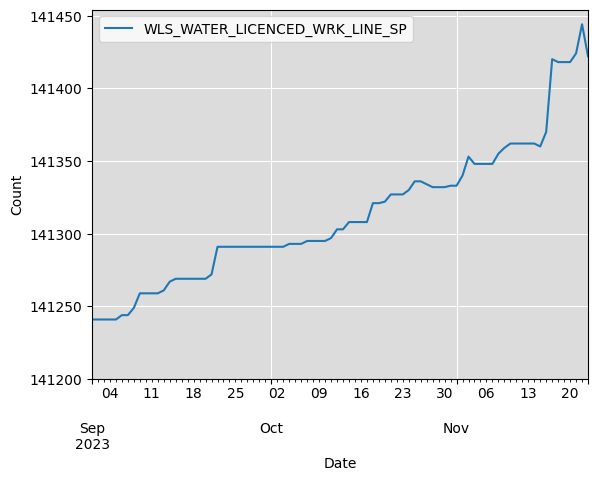 WLS_WATER_LICENCED_WRK_LINE_SP
141450
141400
141350
141300
141250
141200
Count
04 11 18 25 02 09 16 23 30 06 13 20
Sep Oct Nov
2023
Date